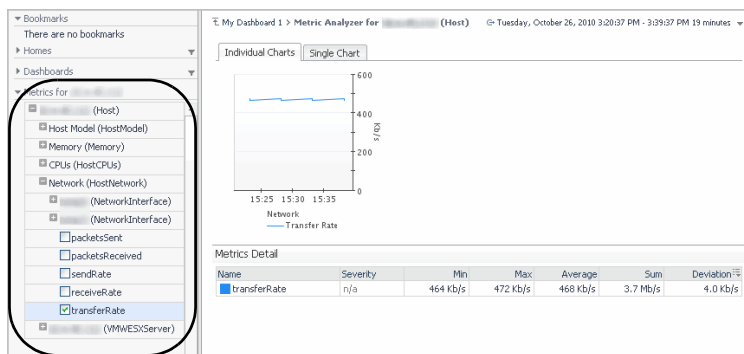 Bookmarks
There are no bookmarks
Homes
Dashboards
Metrics for
(Host)
Host Model (HostModel)
Memory (Memory)
CPUs (HostCPUs)
Network (HostNetwork)
(NetworkInterface)
(NetworkInterface)
packetsSent
packetsReceived
sendRate
receiveRate
transferRate
(VMWESXServer)
My Dashboard 1 > Metric Analyzer for (Host) Tuesday, October 26, 2010 3:20:37 PM - 3:39:37 PM 19 minutes
Individual Charts Single Chart
600
400
200
0
Kb/s
15:25 15:30 15:35
Network
Transfer Rate
Metrics Detail
Name Severity Min Max Average Sum Deviation
transferRate n/a 464 Kb/s 472 Kb/s 468 Kb/s 3.7 Mb/s 4.0 Kb/s